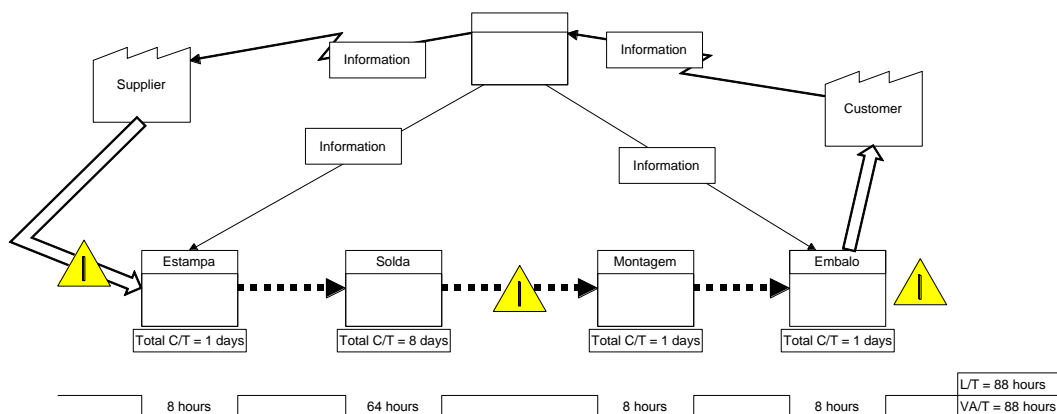 Information
Information
Supplier
Customer
Information
Information
Estampa
Solda
Montagem
Embalo
I
I
I
Total C/T = 1 days
Total C/T = 8 days
Total C/T = 1 days
Total C/T = 1 days
L/T = 88 hours
8 hours
64 hours
8 hours
8 hours
VA/T = 88 hours